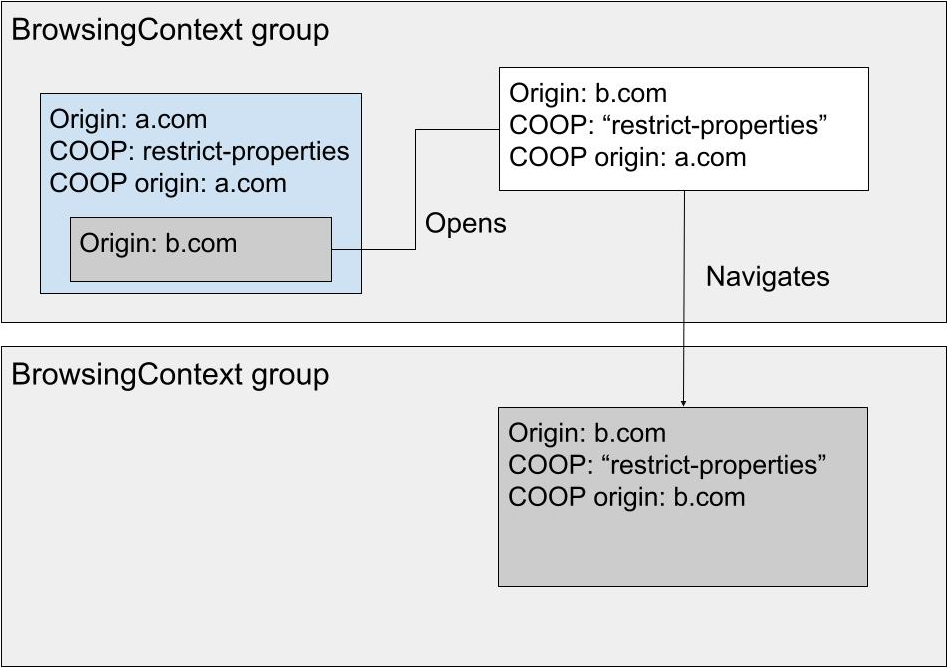 BrowsingContext group
Origin: a.com
COOP: restrict-properties
COOP origin: a.com
Origin: b.com
Origin: b.com
COOP: “restrict-properties”
COOP origin: a.com
Opens
Navigates
BrowsingContext group
Origin: b.com
COOP: “restrict-properties”
COOP origin: b.com